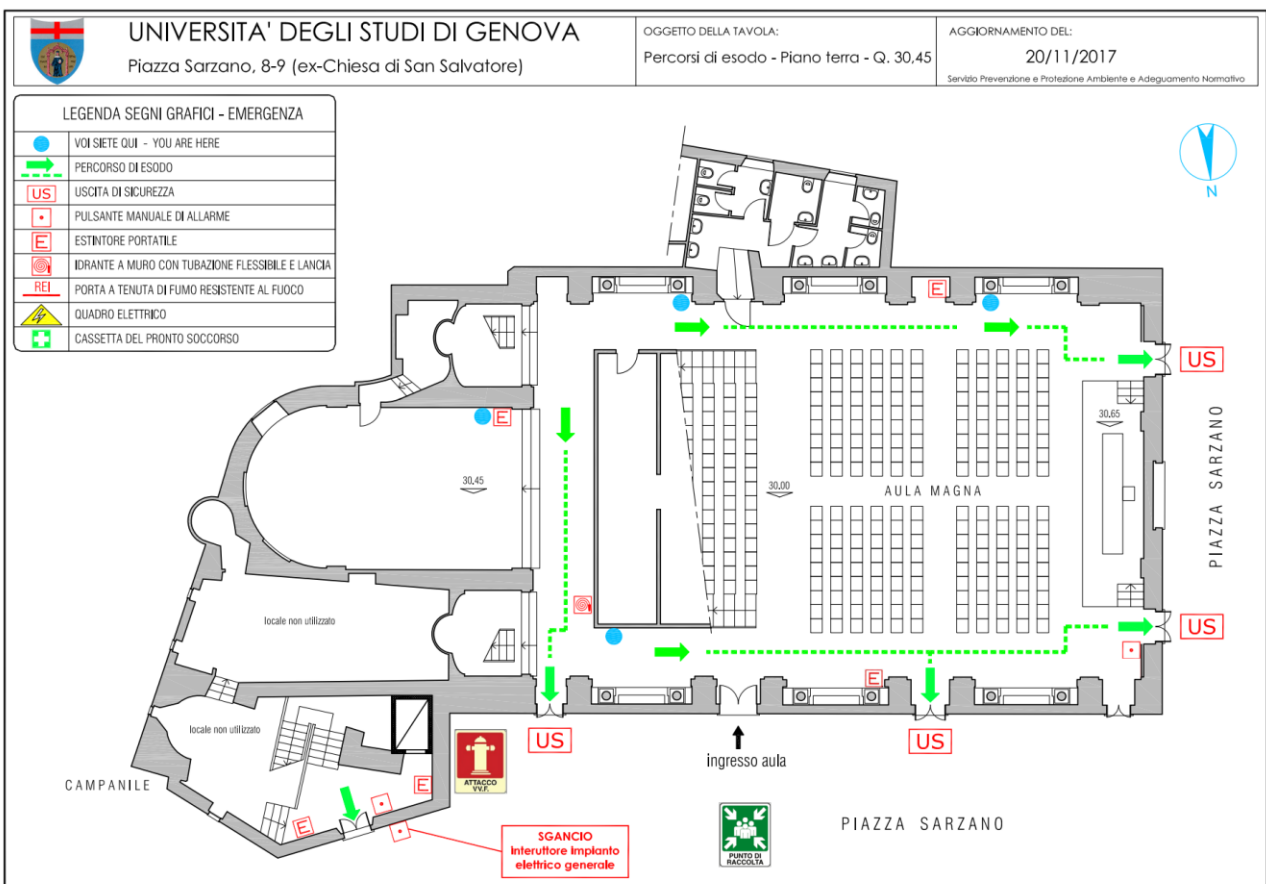 UNIVERSITA' DEGLI STUDI DI GENOVA
Piazza Sarzano, 8-9 (ex-Chiesa di San Salvatore)
OGGETTO DELLA TAVOLA:
Percorsi di esodo - Piano terra - Q. 30,45
AGGIORNAMENTO DEL:
20/11/2017
Servizio Prevenzione e Protezione Ambiente e Adeguamento Normativo
LEGENDA SEGNI GRAFICI - EMERGENZA
VOI SIETE QUI - YOU ARE HERE
PERCORSO DI ESODO
US USCITA DI SICUREZZA
PULSANTE MANUALE DI ALLARME
E ESTINTORE PORTATILE
IDRANTE A MURO CON TUBAZIONE FLESSIBILE E LANCIA
REI PORTA A TENUTA DI FUMO RESISTENTE AL FUOCO
QUADRO ELETTRICO
CASSETTA DEL PRONTO SOCCORSO
N
E
US
30.65
E
30.45
30.00
AULA MAGNA
PIAZZA SARZANO
locale non utilizzato
US
E
locale non utilizzato
US
US
ingresso aula
ATTACCO
VV.F.
CAMPANILE
E
E
PIAZZA SARZANO
SGANCIO
interuttore impianto
elettrico generale
PUNTO DI
RACCOLTA